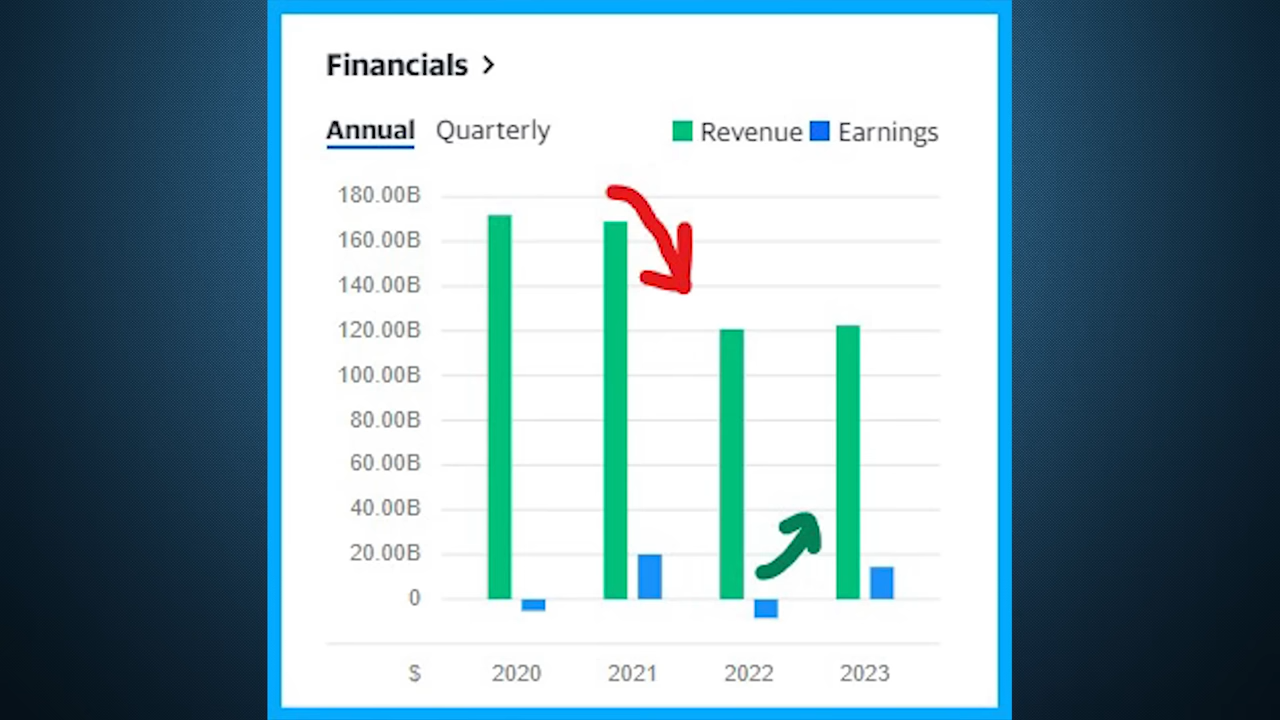 Financials >
Annual Quarterly Revenue Earnings
180.00B
160.00B
140.00B
120.00B
100.00B
80.00B
60.00B
40.00B
20.00B
0
$ 2020 2021 2022 2023